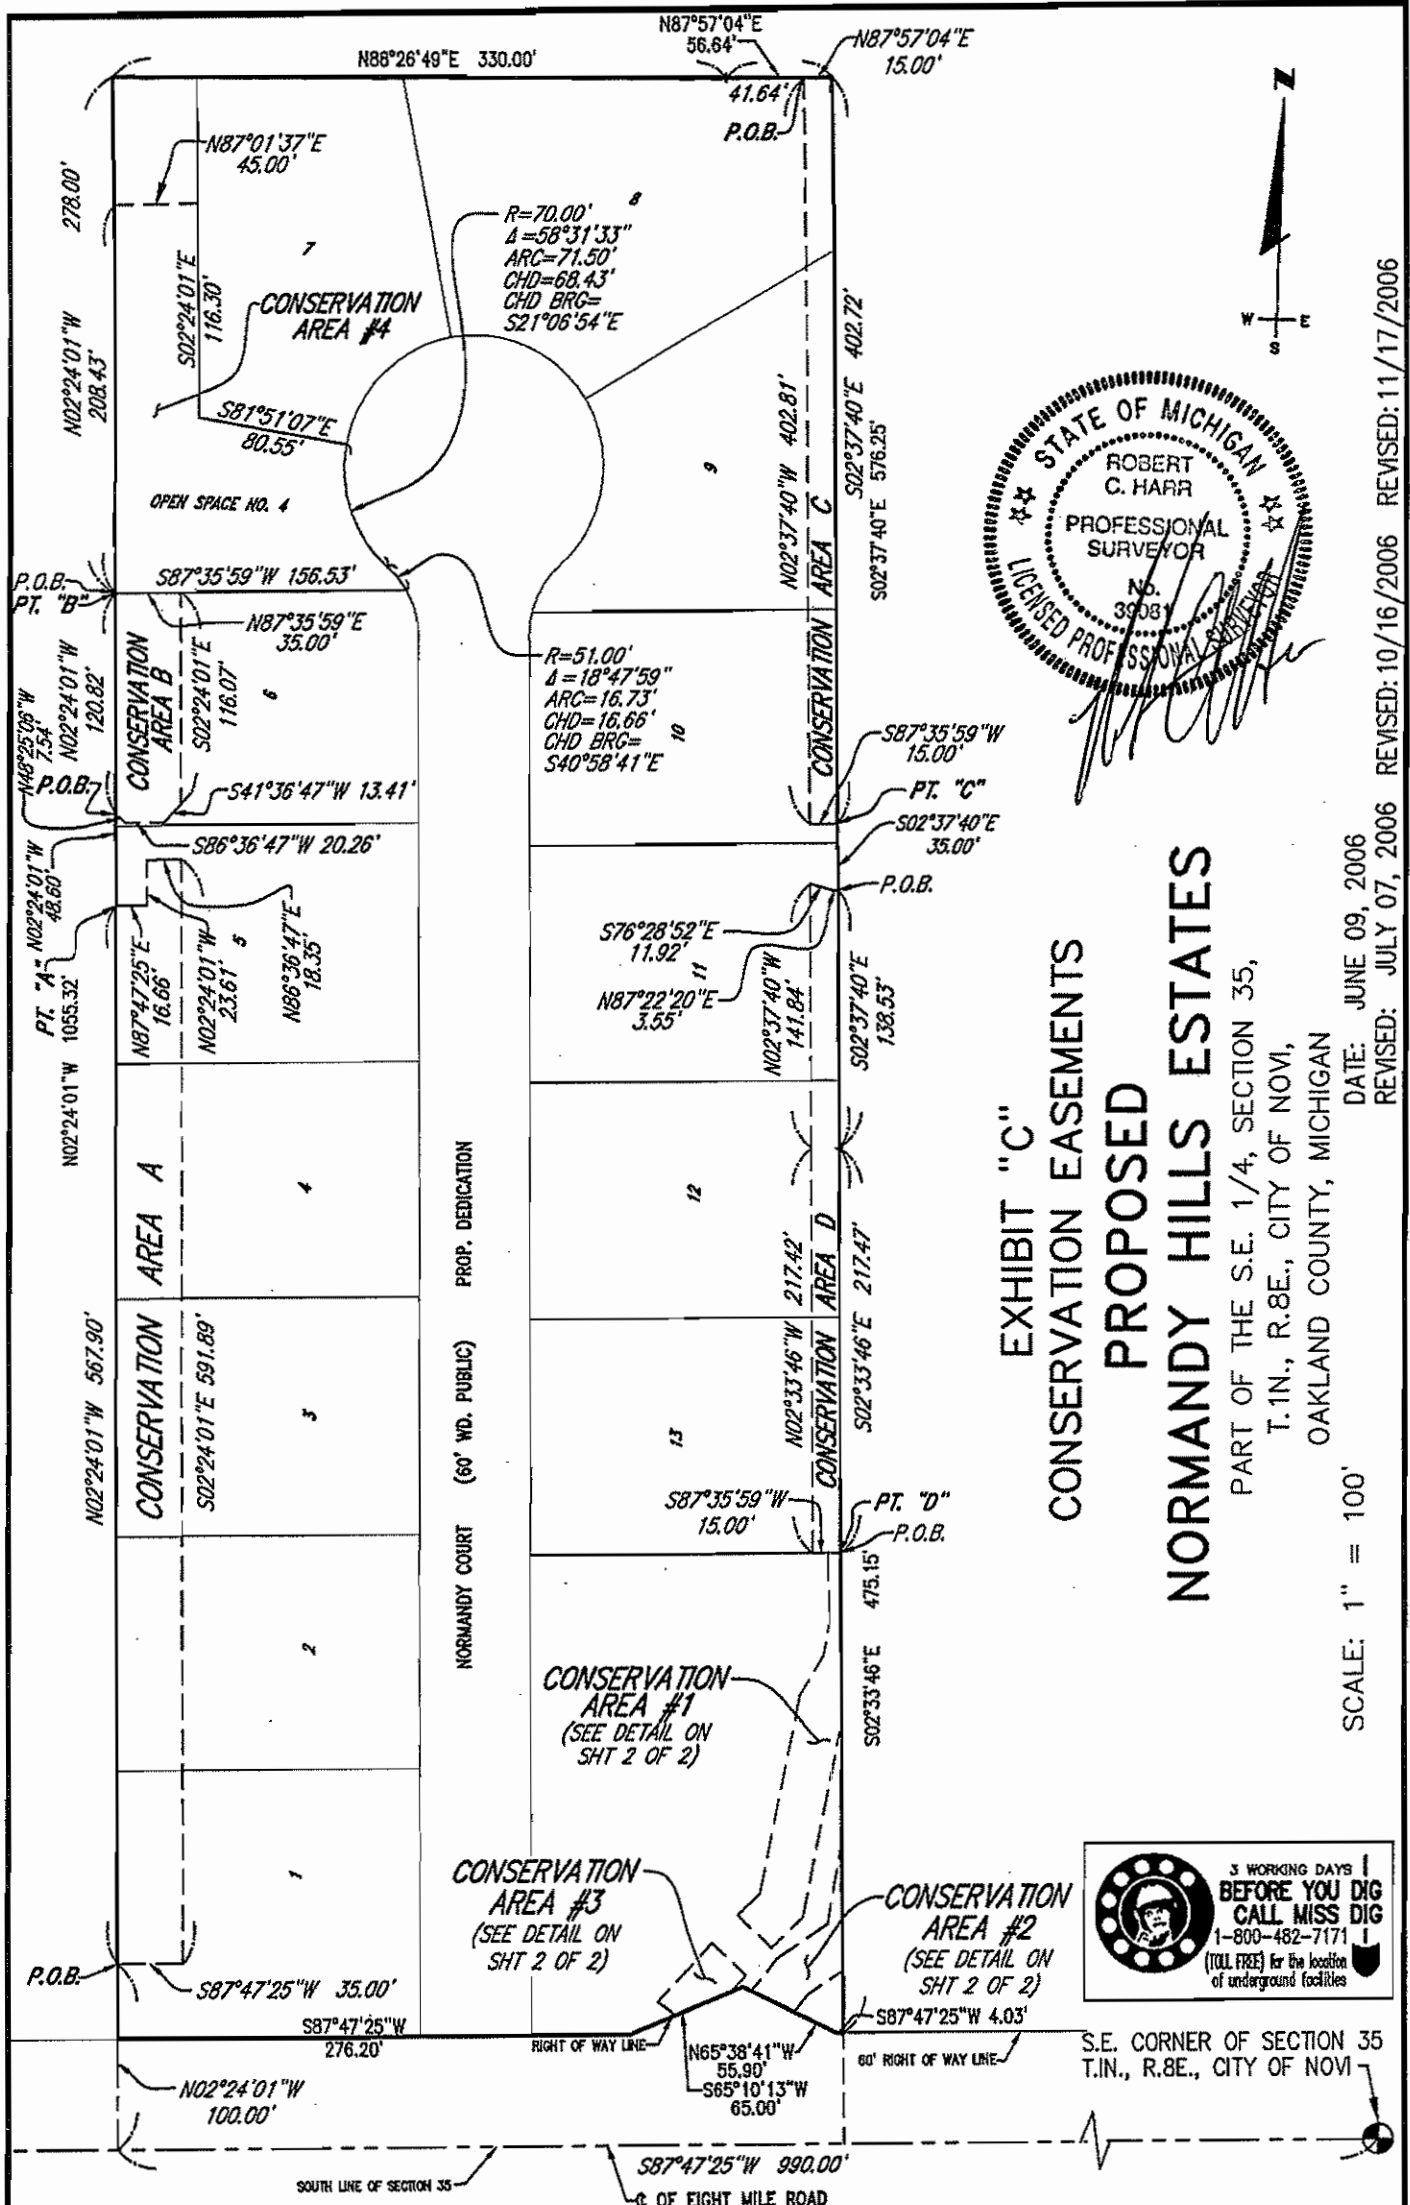 N87°57'04"E
56.64'
N88°26'49"E 330.00'
N87°57'04"E
15.00'
41.64'
P.O.B.
N87°01'37"E
45.00'
278.00'
8
7
R=70.00'
Δ=58°31'33"
ARC=71.50'
CHD=68.43'
CHD BRG=
S21°06'54"E
S02°24'01"E
116.30'
CONSERVATION
AREA #4
N02°24'01"W
208.43'
S81°51'07"E
80.55'
OPEN SPACE NO. 4
9
N02°37'40"W 402.81'
S02°37'40"E 402.72'
S02°37'40"E 576.25'
CONSERVATION AREA C
N
W E
S
STATE OF MICHIGAN
ROBERT
C. HARR
PROFESSIONAL
SURVEYOR
No.
39081
LICENSED PROFESSIONAL SURVEYOR
P.O.B.
PT. "B"
S87°35'59"W 156.53'
N87°35'59"E
35.00'
CONSERVATION
AREA B
S02°24'01"E
116.07'
6
N02°24'01"W
120.82'
N48°25'06"W
7.54'
P.O.B.
R=51.00'
Δ=18°47'59"
ARC=16.73'
CHD=16.66'
CHD BRG=
S40°58'41"E
10
S87°35'59"W
15.00'
PT. "C"
S41°36'47"W 13.41'
S86°36'47"W 20.26'
S02°37'40"E
35.00'
P.O.B.
N02°24'01"W
48.60'
PT. "A"
N02°24'01"W 1055.32'
N87°47'25"E
16.66'
N02°24'01"W
23.61'
5
N86°36'47"E
18.35'
S76°28'52"E
11.92'
11
N87°22'20"E
3.55'
N02°37'40"W
141.84'
S02°37'40"E
138.53'
4
CONSERVATION AREA A
N02°24'01"W 567.90'
S02°24'01"E 591.89'
3
NORMANDY COURT (60' WD. PUBLIC) PROP. DEDICATION
12
13
N02°33'46"W 217.42'
CONSERVATION AREA D
S02°33'46"E 217.47'
S87°35'59"W
15.00'
PT. "D"
P.O.B.
2
1
S02°33'46"E 475.15'
CONSERVATION
AREA #1
(SEE DETAIL ON
SHT 2 OF 2)
CONSERVATION
AREA #3
(SEE DETAIL ON
SHT 2 OF 2)
CONSERVATION
AREA #2
(SEE DETAIL ON
SHT 2 OF 2)
P.O.B.
S87°47'25"W 35.00'
S87°47'25"W
276.20'
RIGHT OF WAY LINE
N65°38'41"W
55.90'
S65°10'13"W
65.00'
S87°47'25"W 4.03'
60' RIGHT OF WAY LINE
N02°24'01"W
100.00'
SOUTH LINE OF SECTION 35
S87°47'25"W 990.00'
℄ OF EIGHT MILE ROAD
EXHIBIT "C"
CONSERVATION EASEMENTS
PROPOSED
NORMANDY HILLS ESTATES
PART OF THE S.E. 1/4, SECTION 35,
T.1N., R.8E., CITY OF NOVI,
OAKLAND COUNTY, MICHIGAN
SCALE: 1" = 100'
DATE: JUNE 09, 2006
REVISED: JULY 07, 2006 REVISED: 10/16/2006 REVISED: 11/17/2006
3 WORKING DAYS
BEFORE YOU DIG
CALL MISS DIG
1-800-482-7171
(TOLL FREE) for the location
of underground facilities
S.E. CORNER OF SECTION 35
T.1N., R.8E., CITY OF NOVI